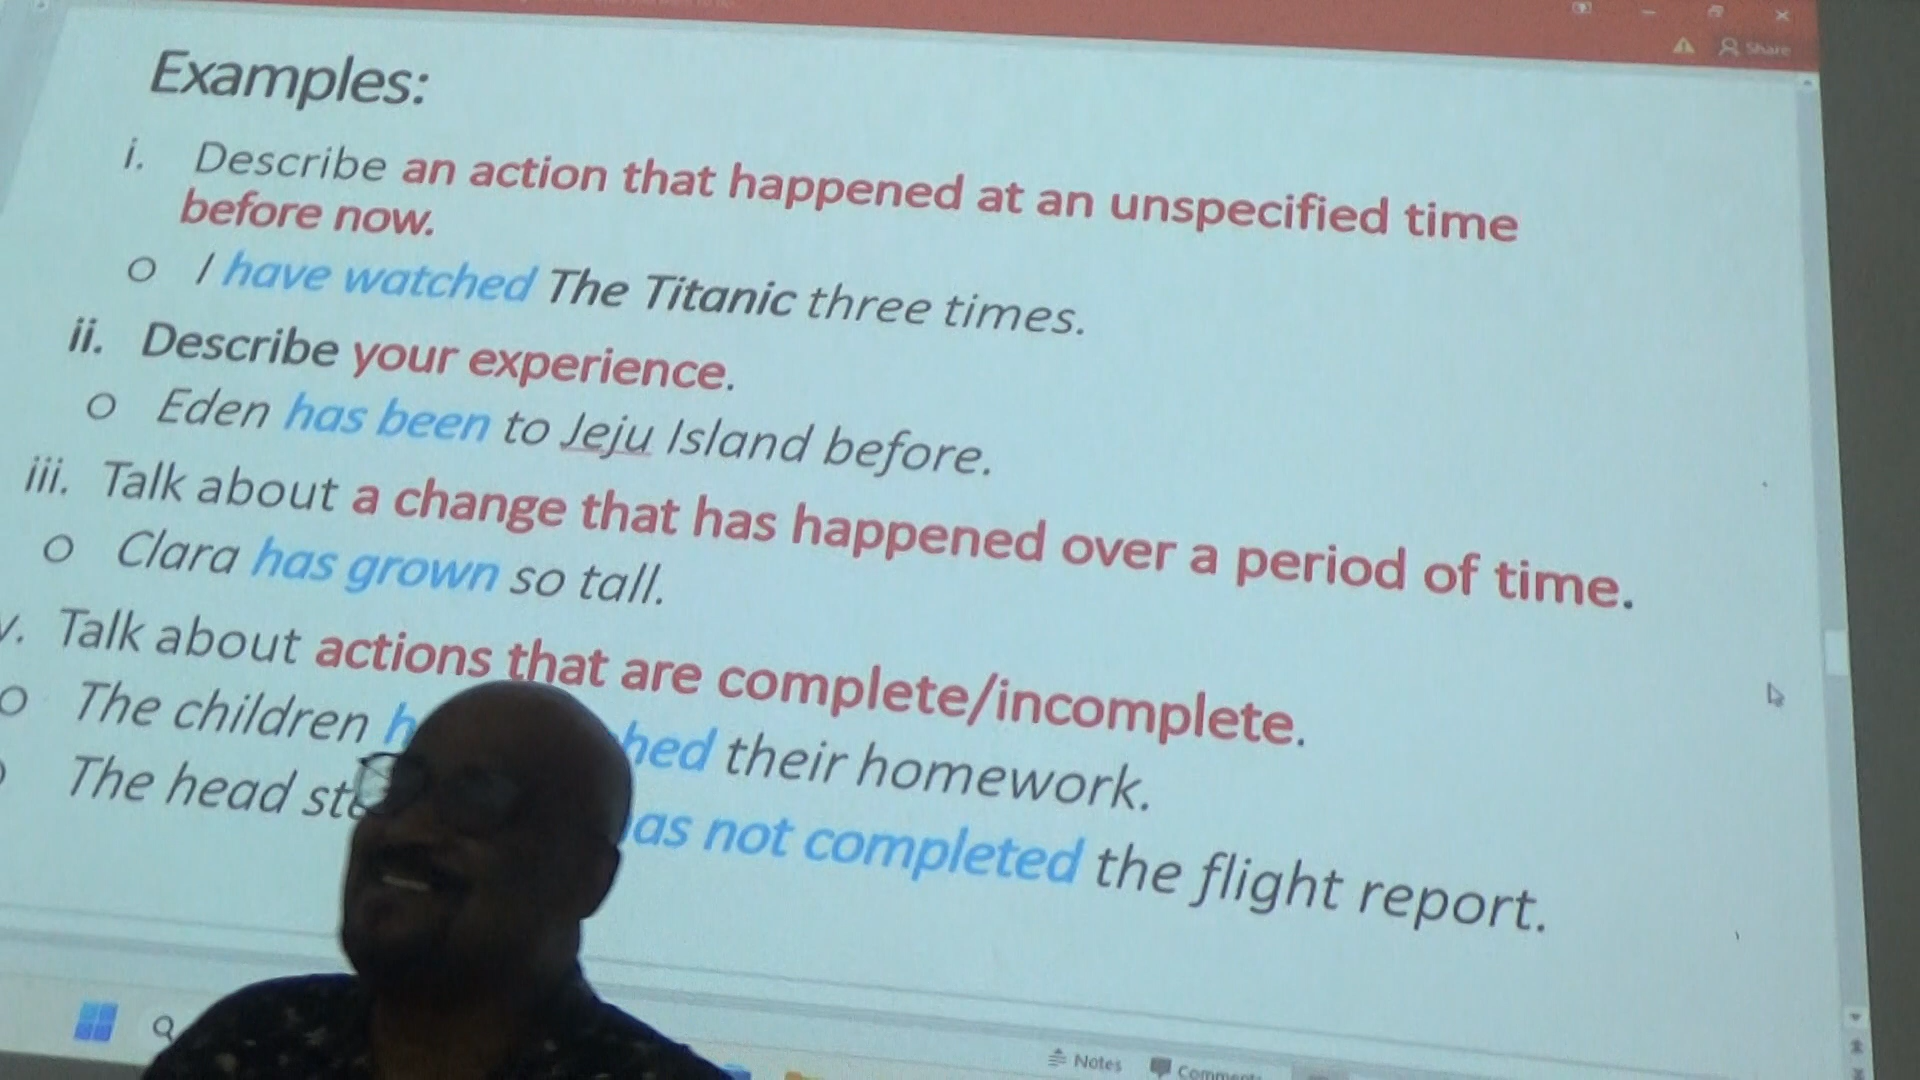 Share
Examples:
i. Describe an action that happened at an unspecified time
before now.
o I have watched The Titanic three times.
ii. Describe your experience.
o Eden has been to Jeju Island before.
iii. Talk about a change that has happened over a period of time.
o Clara has grown so tall.
v. Talk about actions that are complete/incomplete.
o The children h hed their homework.
The head ste as not completed the flight report.
Notes Comments